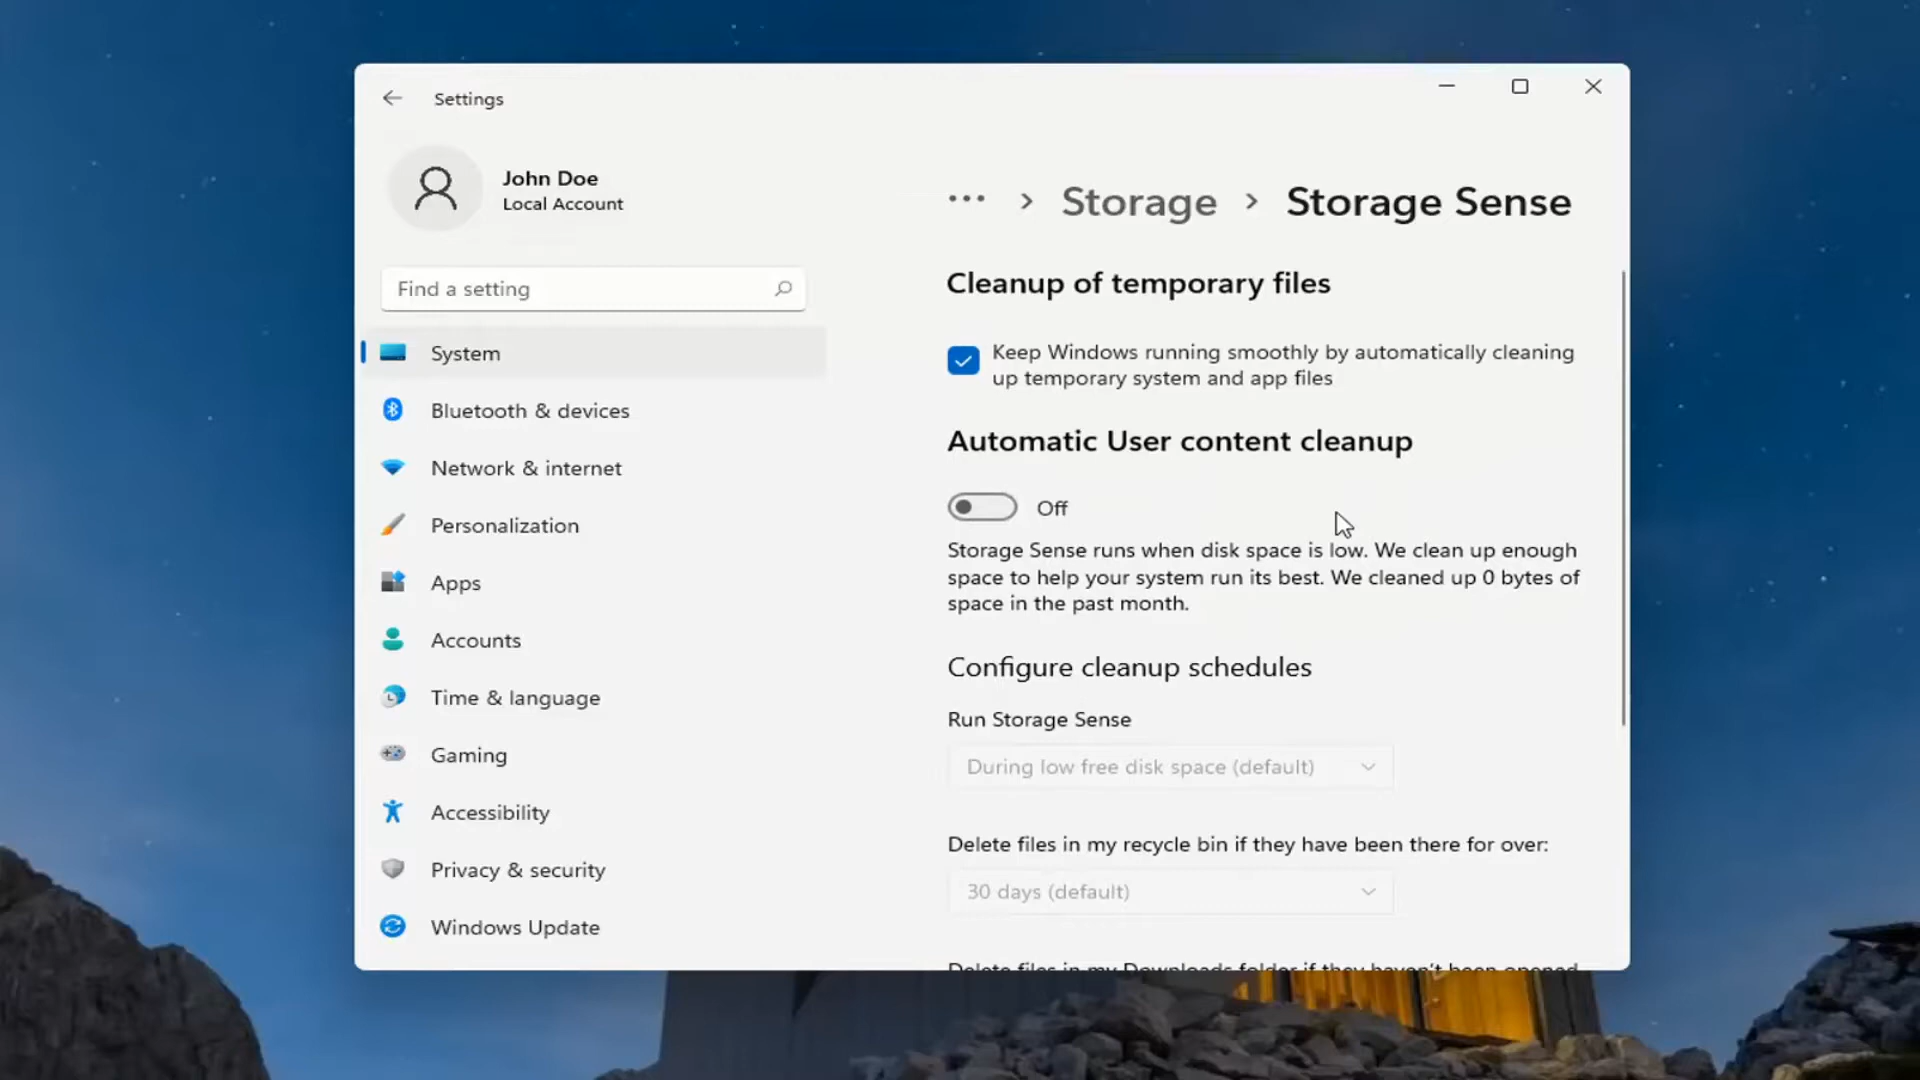 Settings
John Doe
Local Account
Find a setting
System
Bluetooth & devices
Network & internet
Personalization
Apps
Accounts
Time & language
Gaming
Accessibility
Privacy & security
Windows Update
··· > Storage > Storage Sense
Cleanup of temporary files
Keep Windows running smoothly by automatically cleaning
up temporary system and app files
Automatic User content cleanup
Off
Storage Sense runs when disk space is low. We clean up enough
space to help your system run its best. We cleaned up 0 bytes of
space in the past month.
Configure cleanup schedules
Run Storage Sense
During low free disk space (default)
Delete files in my recycle bin if they have been there for over:
30 days (default)
Delete files in my Downloads folder if they haven't been opened